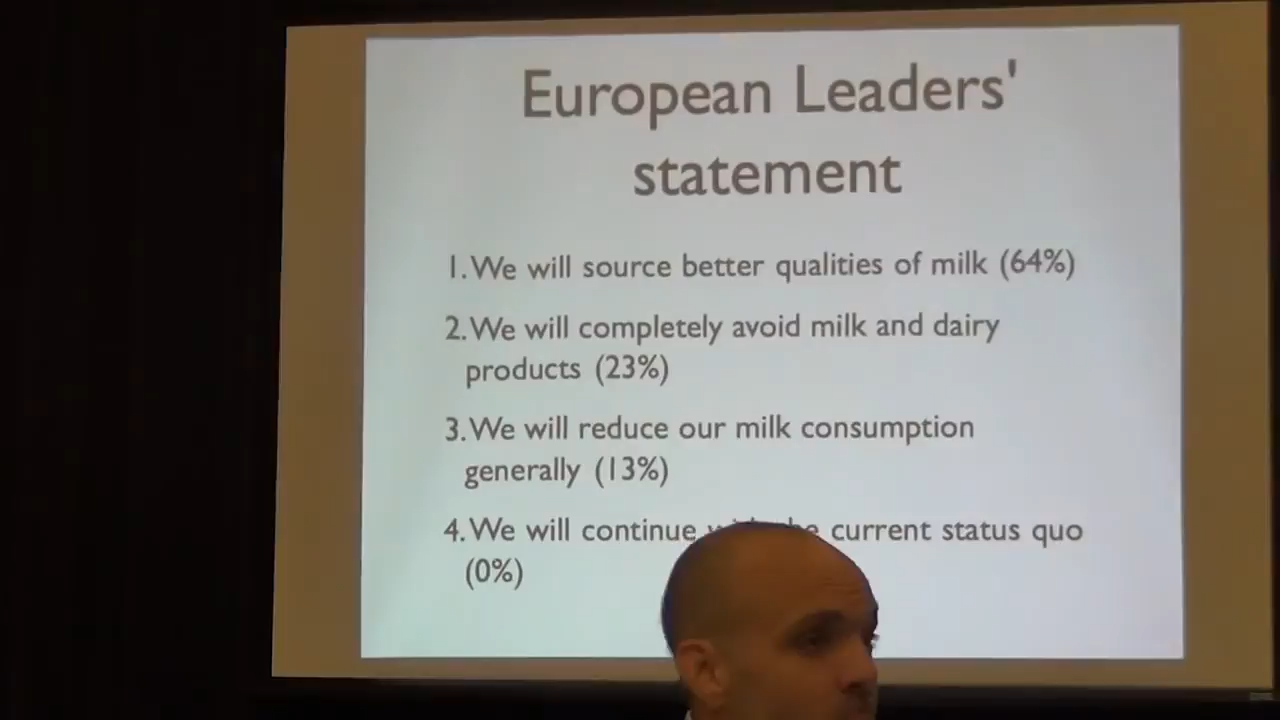 European Leaders'
statement
1. We will source better qualities of milk (64%)
2. We will completely avoid milk and dairy
products (23%)
3. We will reduce our milk consumption
generally (13%)
4. We will continue current status quo
(0%)